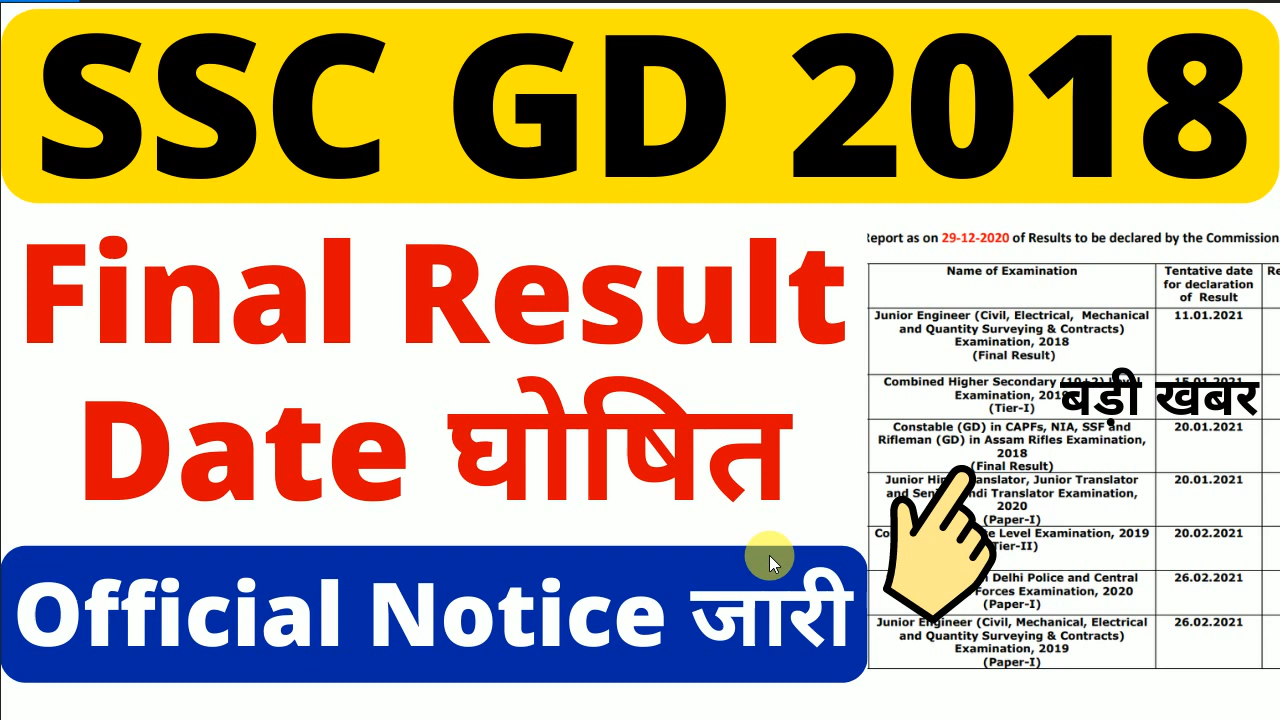 SSC GD 2018
Final Result
Date घोषित
Official Notice जारी
Report as on 29-12-2020 of Results to be declared by the Commission
Name of Examination
Tentative date
for declaration
of Result
Junior Engineer (Civil, Electrical, Mechanical
and Quantity Surveying & Contracts)
Examination, 2018
(Final Result)
11.01.2021
Combined Higher Secondary (10+2) Level
Examination,
(Tier-I)
15.01.2021
बड़ी खबर
Constable (GD) in CAPFs, NIA, SSF and
Rifleman (GD) in Assam Rifles Examination,
2018
(Final Result)
20.01.2021
Junior Translator, Junior Translator
and Translator Examination,
2020
(Paper-I)
20.01.2021
Level Examination, 2019
(Tier-II)
20.02.2021
Delhi Police and Central
Forces Examination, 2020
(Paper-I)
26.02.2021
Junior Engineer (Civil, Mechanical, Electrical
and Quantity Surveying & Contracts)
Examination, 2019
(Paper-I)
26.02.2021